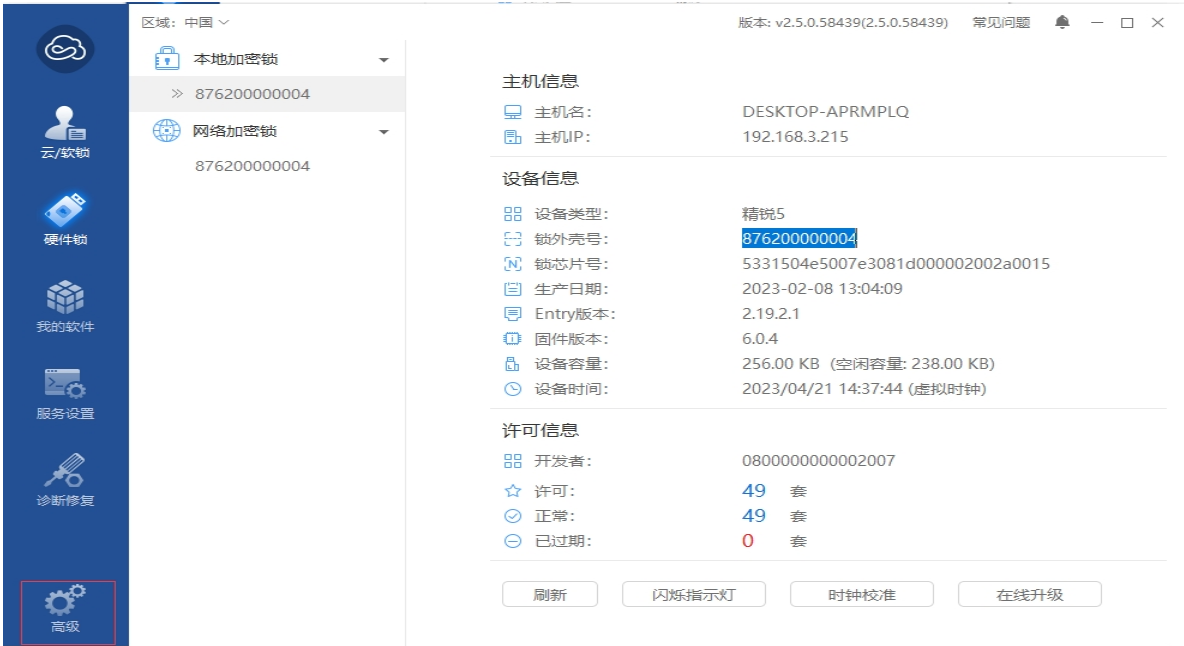 区域: 中国
版本: v2.5.0.58439(2.5.0.58439) 常见问题
云/软锁
硬件锁
我的软件
服务设置
诊断修复
高级
本地加密锁
876200000004
网络加密锁
876200000004
主机信息
主机名: DESKTOP-APRMPLQ
主机IP: 192.168.3.215
设备信息
设备类型: 精锐5
锁外壳号: 876200000004
锁芯片号: 5331504e5007e3081d000002002a0015
生产日期: 2023-02-08 13:04:09
Entry版本: 2.19.2.1
固件版本: 6.0.4
设备容量: 256.00 KB (空闲容量: 238.00 KB)
设备时间: 2023/04/21 14:37:44 (虚拟时钟)
许可信息
开发者: 0800000000002007
许可: 49 套
正常: 49 套
已过期: 0 套
刷新 闪烁指示灯 时钟校准 在线升级